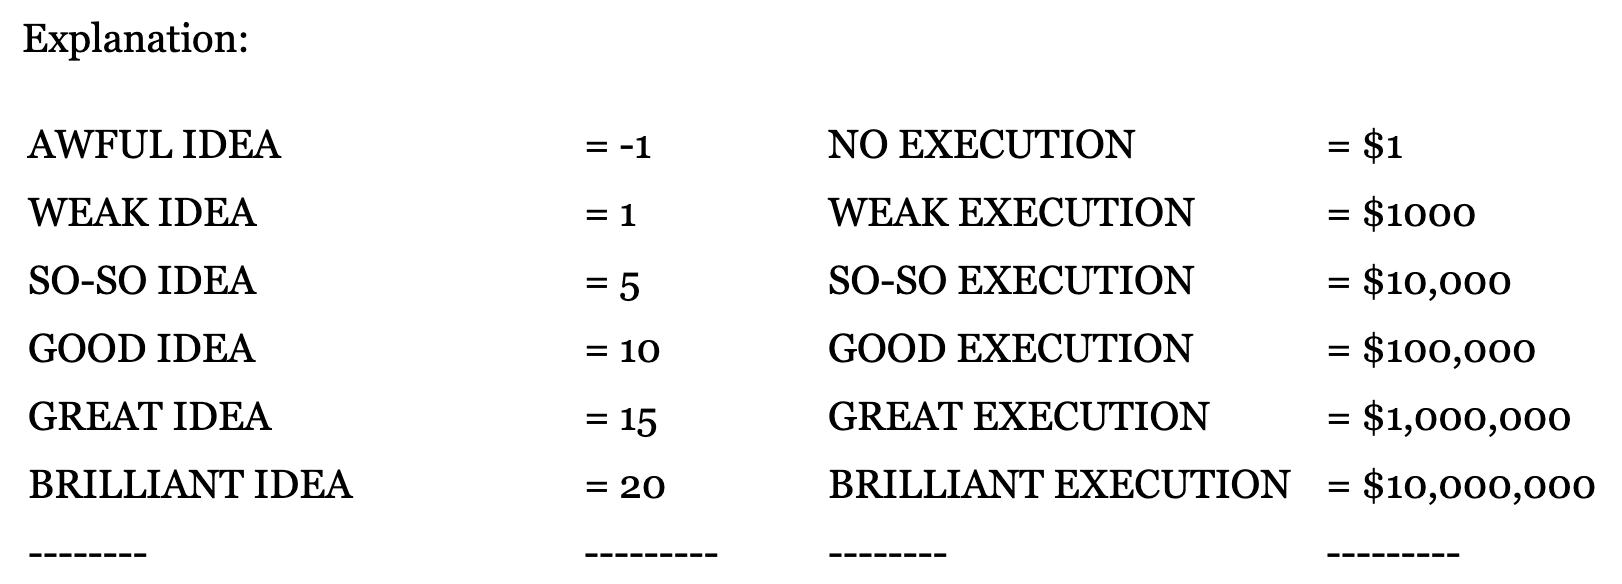 Explanation:
AWFUL IDEA = -1 NO EXECUTION = $1
WEAK IDEA = 1 WEAK EXECUTION = $1000
SO-SO IDEA = 5 SO-SO EXECUTION = $10,000
GOOD IDEA = 10 GOOD EXECUTION = $100,000
GREAT IDEA = 15 GREAT EXECUTION = $1,000,000
BRILLIANT IDEA = 20 BRILLIANT EXECUTION = $10,000,000
-------- --------- -------- ---------